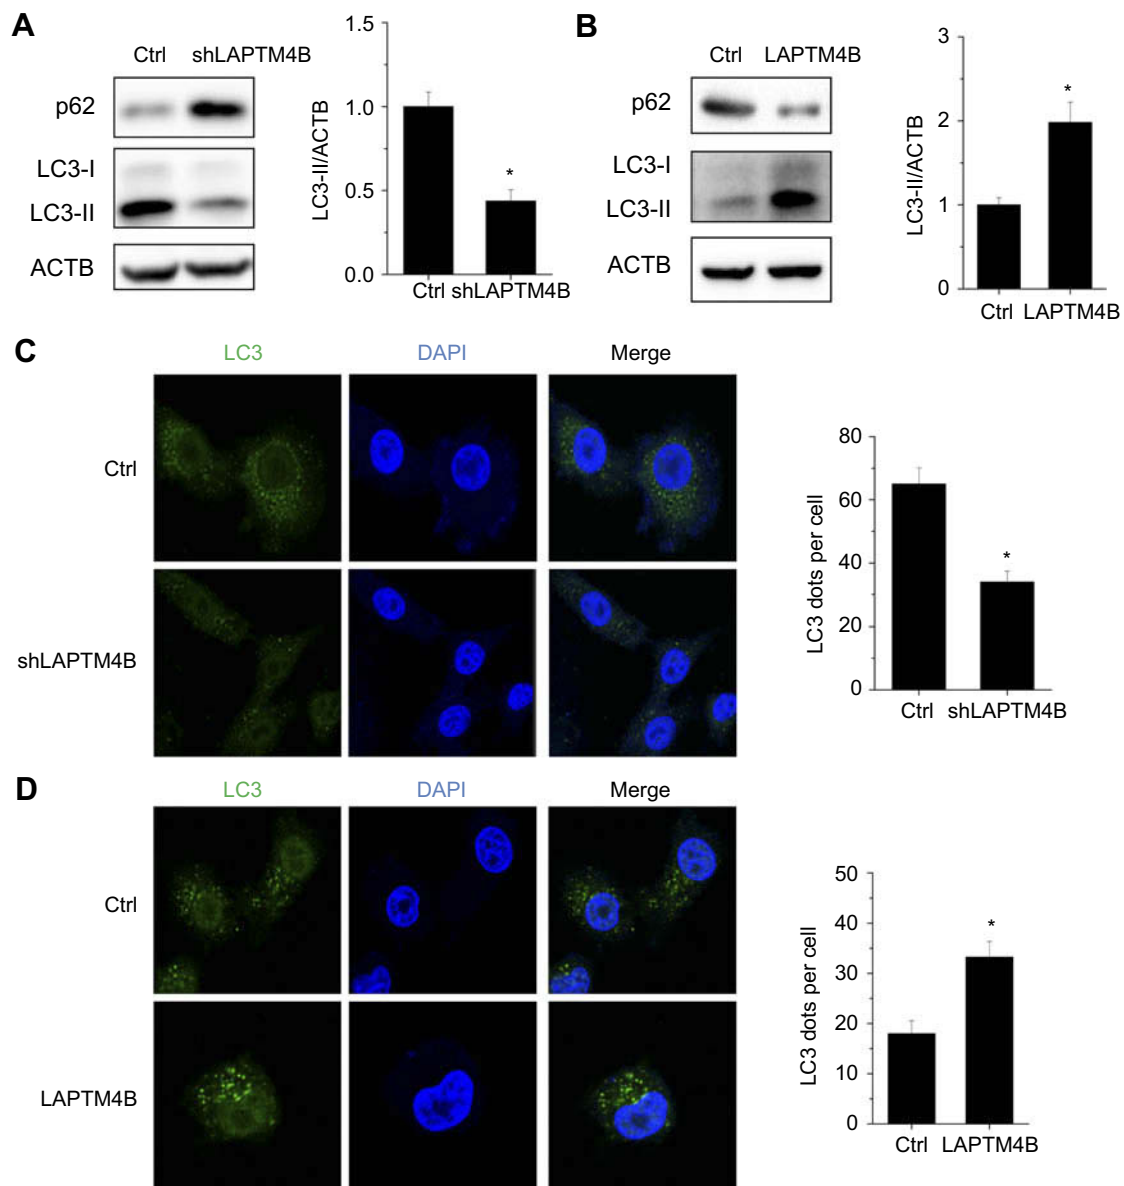 A
B
Ctrl shLAPTM4B
p62
LC3-I
LC3-II
ACTB
LC3-II/ACTB
1.5
1.0
0.5
0.0
*
Ctrl shLAPTM4B
Ctrl LAPTM4B
p62
LC3-I
LC3-II
ACTB
LC3-II/ACTB
3
2
1
0
*
Ctrl LAPTM4B
C
LC3 DAPI Merge
Ctrl
shLAPTM4B
LC3 dots per cell
80
60
40
20
0
*
Ctrl shLAPTM4B
D
LC3 DAPI Merge
Ctrl
LAPTM4B
LC3 dots per cell
50
40
30
20
10
0
*
Ctrl LAPTM4B